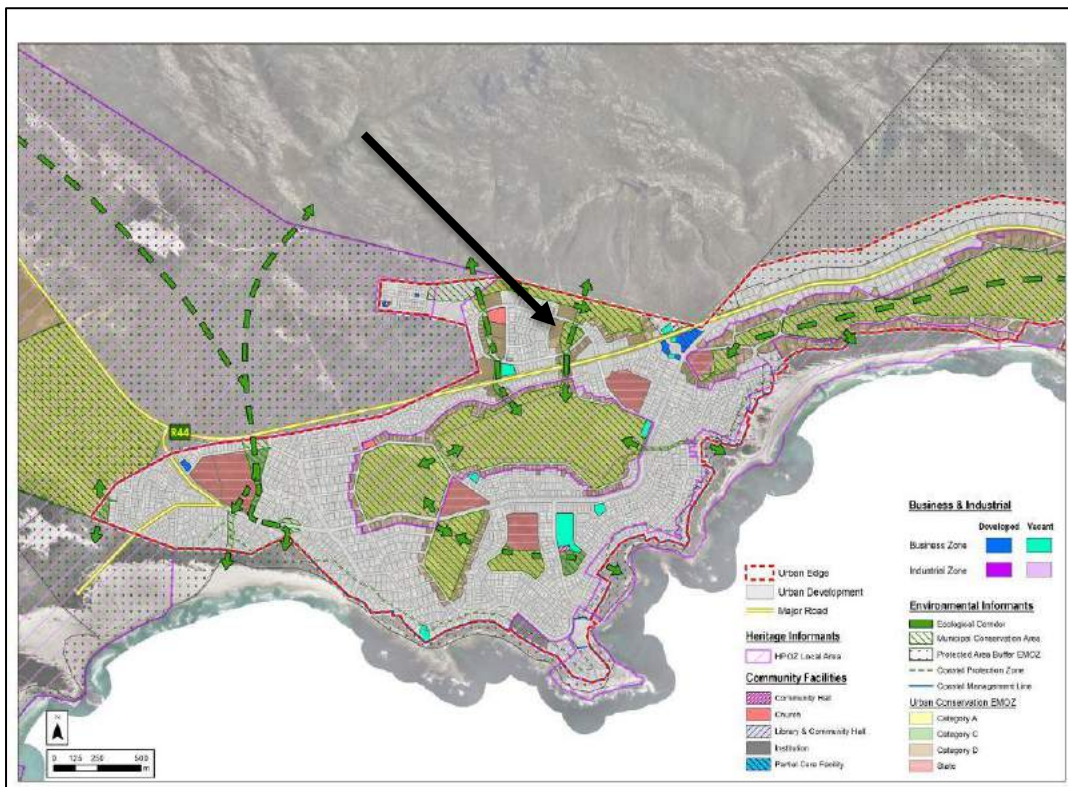 R44
N
0 125 250 500
m
Urban Edge
Urban Development
Major Road
Heritage Informants
HPOZ Local Area
Community Facilities
Community Hall
Church
Library & Community Hall
Institution
Partial Care Facility
Business & Industrial
Developed Vacant
Business Zone
Industrial Zone
Environmental Informants
Ecological Corridor
Municipal Conservation Area
Protected Area Buffer EMOZ
Coastal Protection Zone
Coastal Management Line
Urban Conservation EMOZ
Category A
Category C
Category D
State